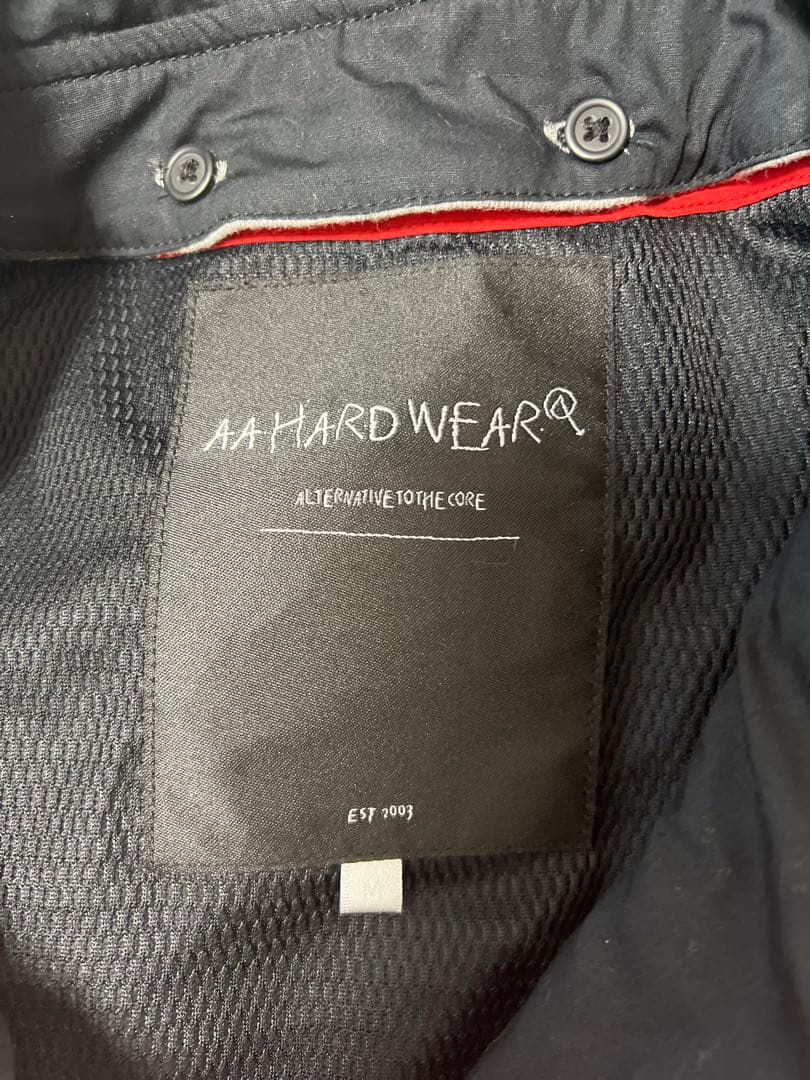 AA HARD WEAR.
ALTERNATIVE TO THE CORE
EST 2003
M